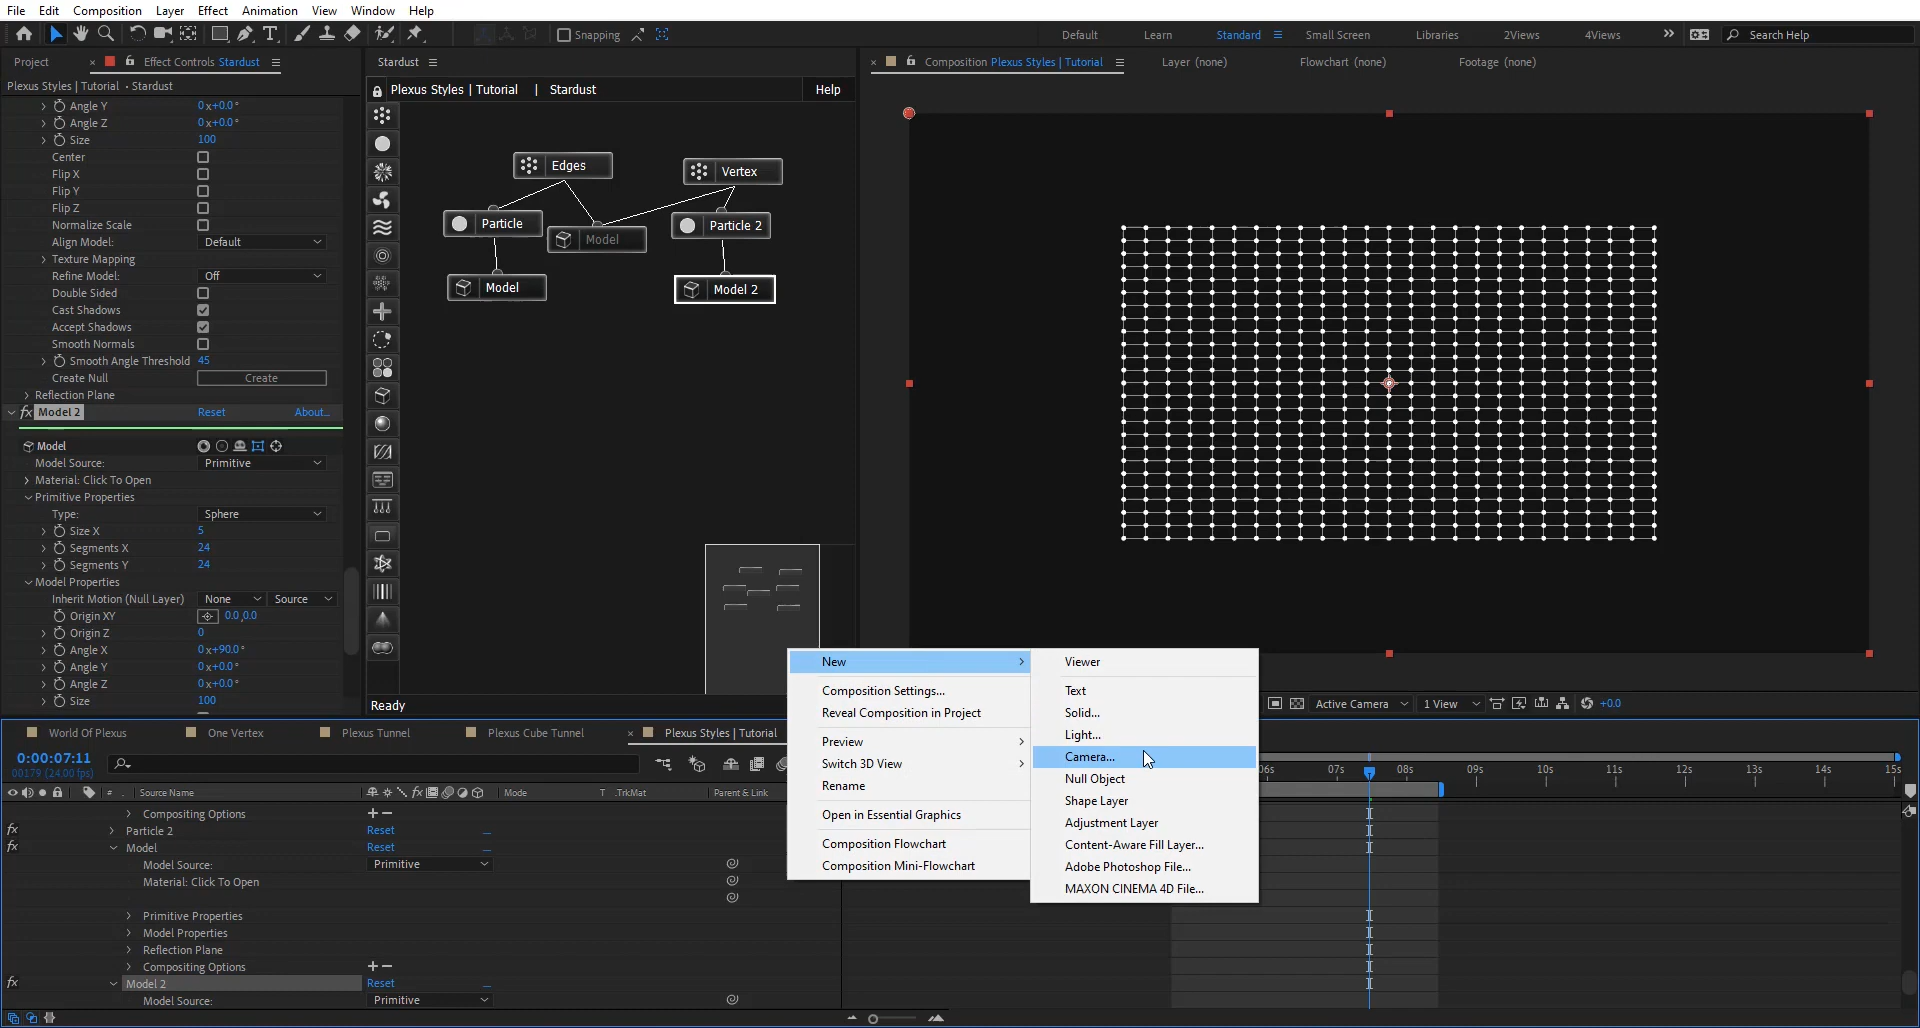 File Edit Composition Layer Effect Animation View Window Help
Snapping Default Learn Standard Small Screen Libraries 2Views 4Views Search Help
Project Effect Controls Stardust
Plexus Styles | Tutorial • Stardust
Angle Y 0x+0.0°
Angle Z 0x+0.0°
Size 100
Center
Flip X
Flip Y
Flip Z
Normalize Scale
Align Model: Default
Texture Mapping
Refine Model: Off
Double Sided
Cast Shadows
Accept Shadows
Smooth Normals
Smooth Angle Threshold 45
Create Null Create
Reflection Plane
fx Model 2 Reset About...
Model
Model Source: Primitive
Material: Click To Open
Primitive Properties
Type: Sphere
Size X 5
Segments X 24
Segments Y 24
Model Properties
Inherit Motion (Null Layer) None Source
Origin XY 0.0,0.0
Origin Z 0
Angle X 0x+90.0°
Angle Y 0x+0.0°
Angle Z 0x+0.0°
Size 100
Stardust
Plexus Styles | Tutorial | Stardust Help
Edges
Vertex
Particle
Model
Particle 2
Model
Model 2
Ready
Composition Plexus Styles | Tutorial Layer (none) Flowchart (none) Footage (none)
Active Camera 1 View +0.0
New
Composition Settings...
Reveal Composition in Project
Preview
Switch 3D View
Rename
Open in Essential Graphics
Composition Flowchart
Composition Mini-Flowchart
Viewer
Text
Solid...
Light...
Camera...
Null Object
Shape Layer
Adjustment Layer
Content-Aware Fill Layer...
Adobe Photoshop File...
MAXON CINEMA 4D File...
World Of Plexus One Vertex Plexus Tunnel Plexus Cube Tunnel Plexus Styles | Tutorial
0:00:07:11
00179 (24.00 fps)
06s 07s 08s 09s 10s 11s 12s 13s 14s 15s
# Source Name fx Mode T .TrkMat Parent & Link
Compositing Options
fx Particle 2 Reset
fx Model Reset
Model Source: Primitive
Material: Click To Open
Primitive Properties
Model Properties
Reflection Plane
Compositing Options
fx Model 2 Reset
Model Source: Primitive